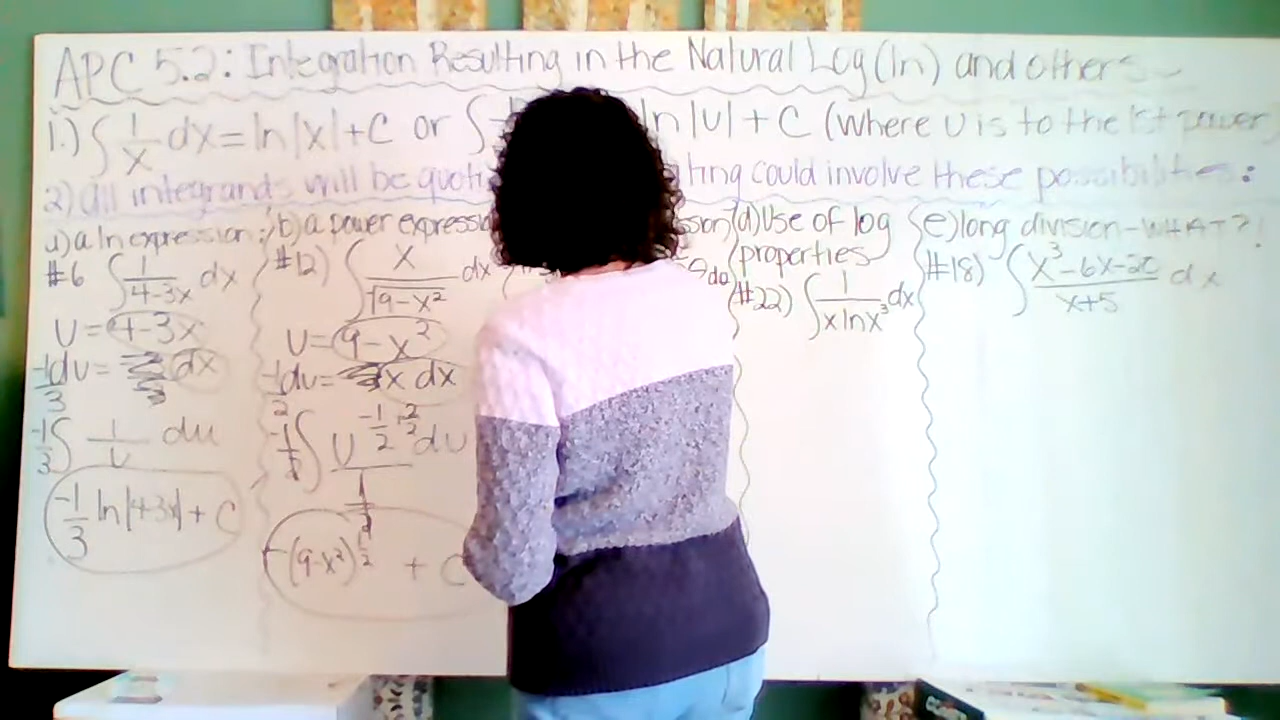 APC 5.2: Integration Resulting in the Natural Log (ln) and others
1.) ∫ 1/x dx = ln|x| + C or ∫ ln|u| + C (where u is to the 1st power)
2) all integrands will be could involve these possibilities:
a) a ln expression:
#6 ∫ 1/(4-3x) dx
U = 4-3x
-1/3 du = dx
-1/3 ∫ 1/u du
-1/3 ln|4-3x| + C
b) a power
#12) ∫ x/√(9-x²) dx
U = 9-x²
-1/2 du = x dx
U^(-1/2 + 2/2) du
-(9-x²)^(1/2) + C
(d) Use of log
properties
#22) ∫ 1/(x ln x³) dx
e) long division-WHAT?!
#18) ∫ (x³-6x-20)/(x+5) dx